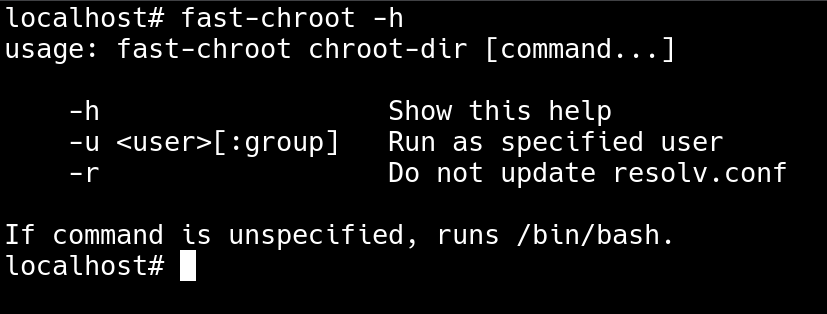 localhost# fast-chroot -h
usage: fast-chroot chroot-dir [command...]

    -h                  Show this help
    -u <user>[:group]   Run as specified user
    -r                  Do not update resolv.conf

If command is unspecified, runs /bin/bash.
localhost#